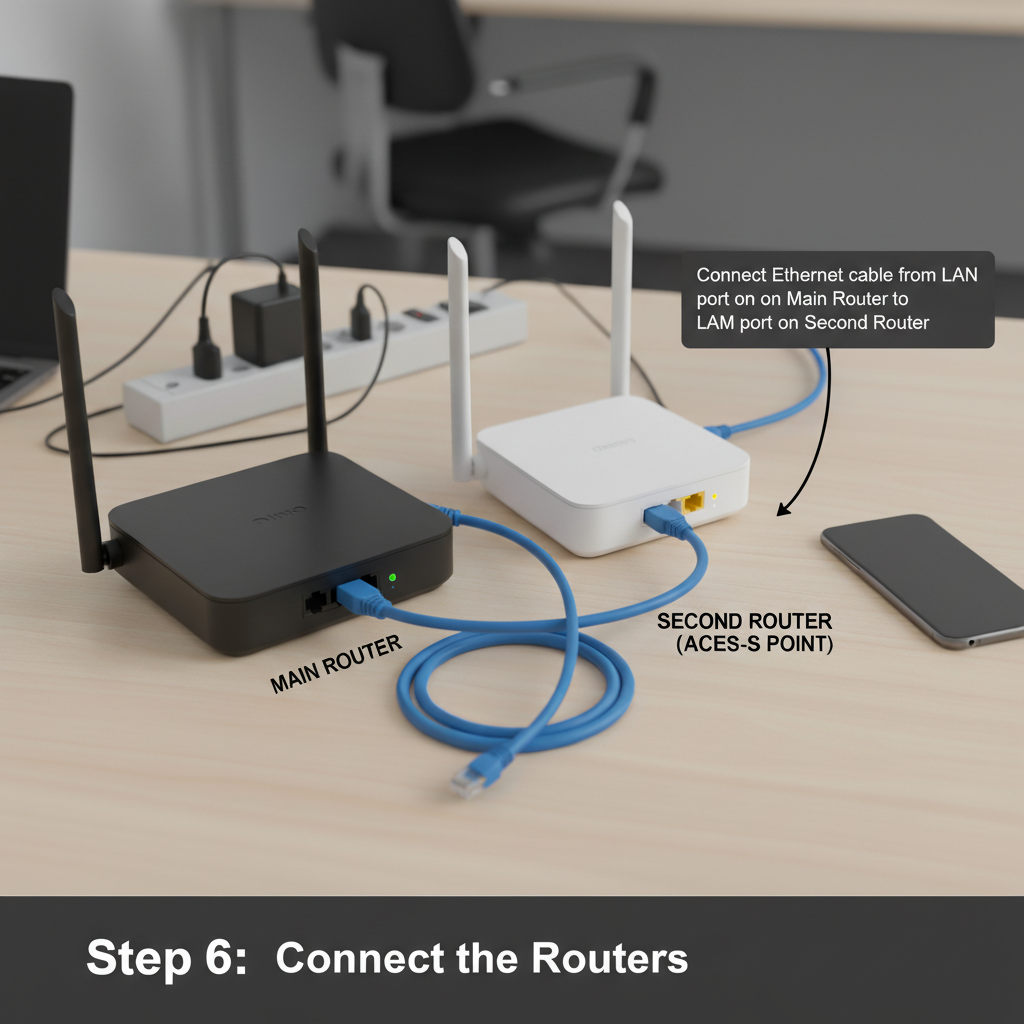 Connect Ethernet cable from LAN
port on on Main Router to
LAM port on Second Router
MAIN ROUTER
SECOND ROUTER
(ACES-S POINT)
Step 6: Connect the Routers